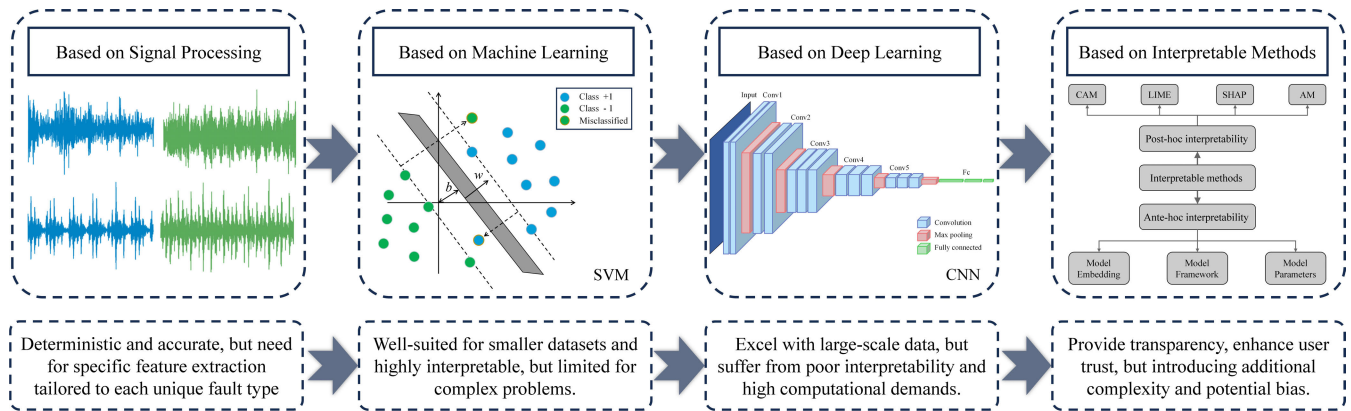 Based on Signal Processing
Based on Machine Learning
Class +1
Class - 1
Misclassified
b
w
SVM
Based on Deep Learning
Input
Conv1
Conv2
Conv3
Conv4
Conv5
Fc
Convolution
Max pooling
Fully connected
CNN
Based on Interpretable Methods
CAM
LIME
SHAP
AM
Post-hoc interpretability
Interpretable methods
Ante-hoc interpretability
Model
Embedding
Model
Framework
Model
Parameters
Deterministic and accurate, but need
for specific feature extraction
tailored to each unique fault type
Well-suited for smaller datasets and
highly interpretable, but limited for
complex problems.
Excel with large-scale data, but
suffer from poor interpretability and
high computational demands.
Provide transparency, enhance user
trust, but introducing additional
complexity and potential bias.